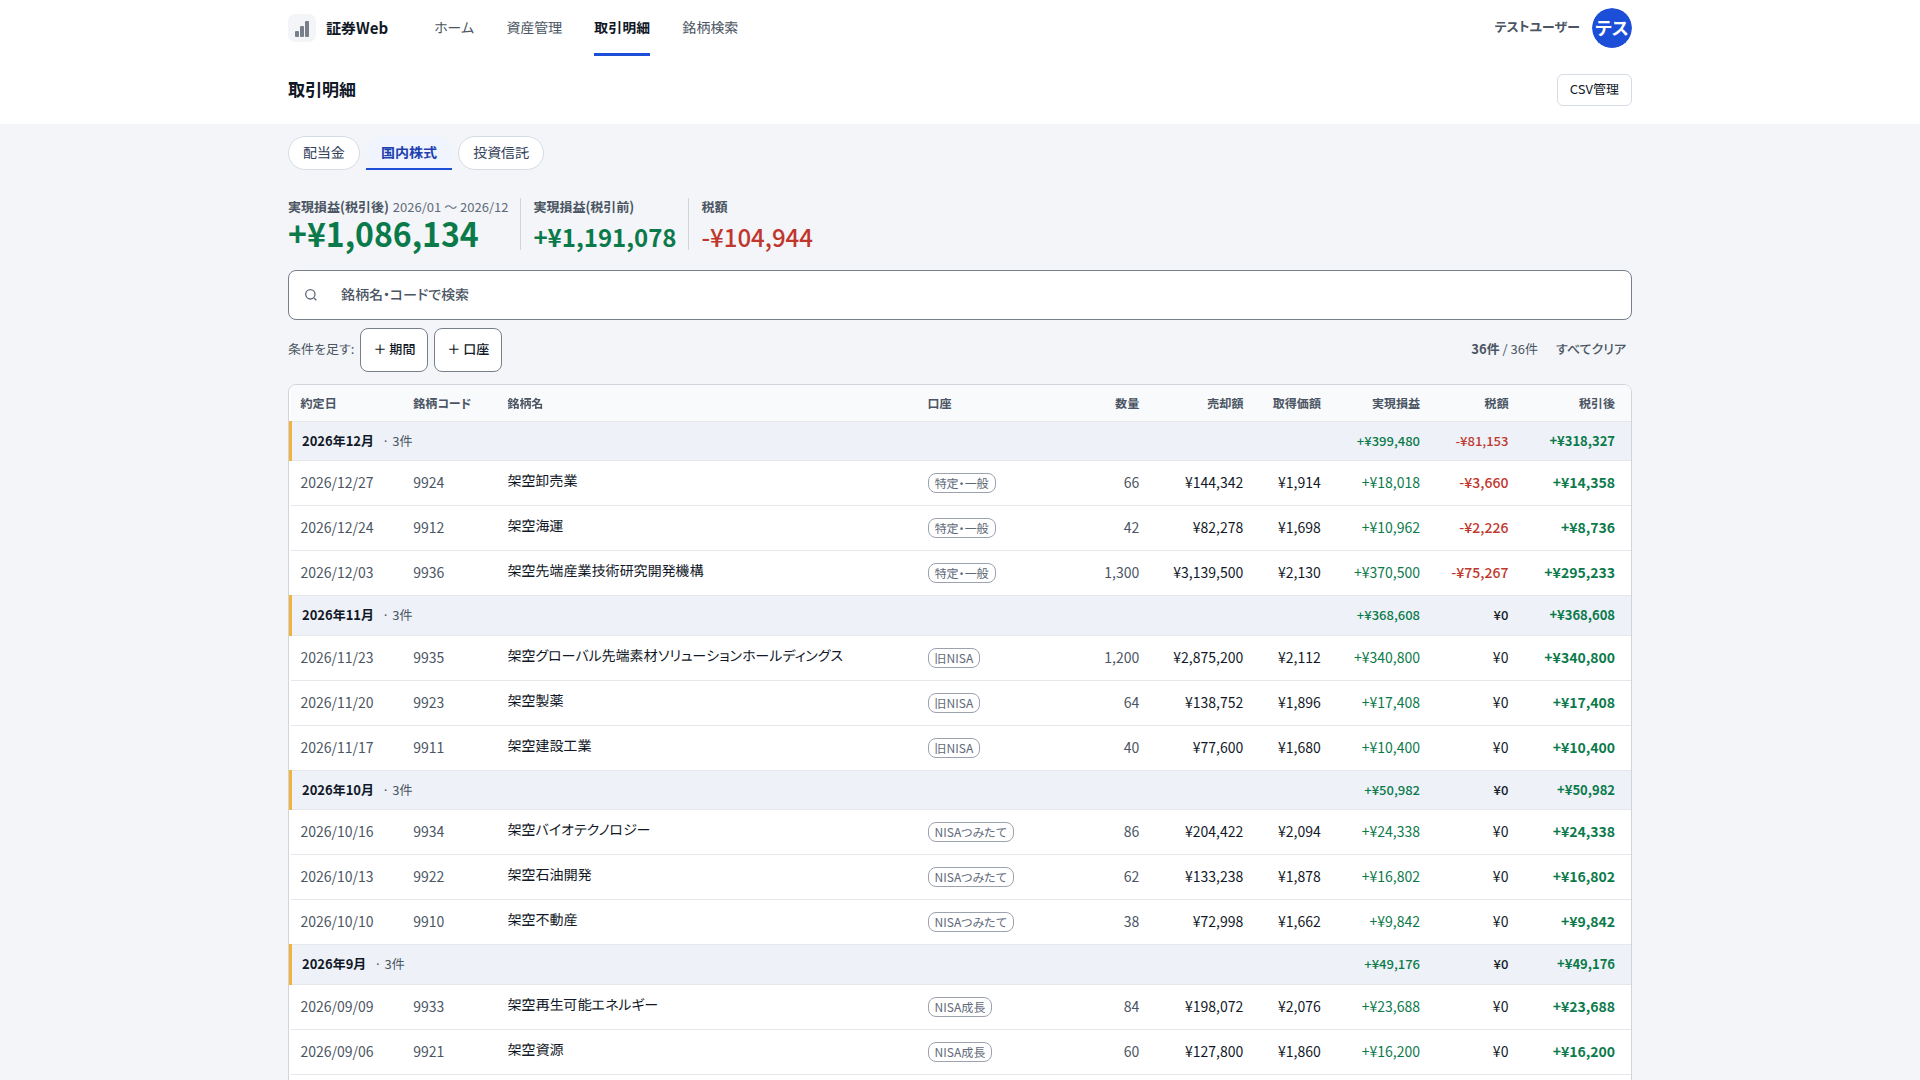 証券Web ホーム 資産管理 取引明細 銘柄検索 テストユーザー テス
取引明細 CSV管理
配当金 国内株式 投資信託
実現損益(税引後) 2026/01 〜 2026/12 実現損益(税引前) 税額
+¥1,086,134 +¥1,191,078 -¥104,944
銘柄名・コードで検索
条件を足す: ＋ 期間 ＋ 口座 36件 / 36件 すべてクリア
約定日 銘柄コード 銘柄名 口座 数量 売却額 取得価額 実現損益 税額 税引後
2026年12月 · 3件 +¥399,480 -¥81,153 +¥318,327
2026/12/27 9924 架空卸売業 特定・一般 66 ¥144,342 ¥1,914 +¥18,018 -¥3,660 +¥14,358
2026/12/24 9912 架空海運 特定・一般 42 ¥82,278 ¥1,698 +¥10,962 -¥2,226 +¥8,736
2026/12/03 9936 架空先端産業技術研究開発機構 特定・一般 1,300 ¥3,139,500 ¥2,130 +¥370,500 -¥75,267 +¥295,233
2026年11月 · 3件 +¥368,608 ¥0 +¥368,608
2026/11/23 9935 架空グローバル先端素材ソリューションホールディングス 旧NISA 1,200 ¥2,875,200 ¥2,112 +¥340,800 ¥0 +¥340,800
2026/11/20 9923 架空製薬 旧NISA 64 ¥138,752 ¥1,896 +¥17,408 ¥0 +¥17,408
2026/11/17 9911 架空建設工業 旧NISA 40 ¥77,600 ¥1,680 +¥10,400 ¥0 +¥10,400
2026年10月 · 3件 +¥50,982 ¥0 +¥50,982
2026/10/16 9934 架空バイオテクノロジー NISAつみたて 86 ¥204,422 ¥2,094 +¥24,338 ¥0 +¥24,338
2026/10/13 9922 架空石油開発 NISAつみたて 62 ¥133,238 ¥1,878 +¥16,802 ¥0 +¥16,802
2026/10/10 9910 架空不動産 NISAつみたて 38 ¥72,998 ¥1,662 +¥9,842 ¥0 +¥9,842
2026年9月 · 3件 +¥49,176 ¥0 +¥49,176
2026/09/09 9933 架空再生可能エネルギー NISA成長 84 ¥198,072 ¥2,076 +¥23,688 ¥0 +¥23,688
2026/09/06 9921 架空資源 NISA成長 60 ¥127,800 ¥1,860 +¥16,200 ¥0 +¥16,200